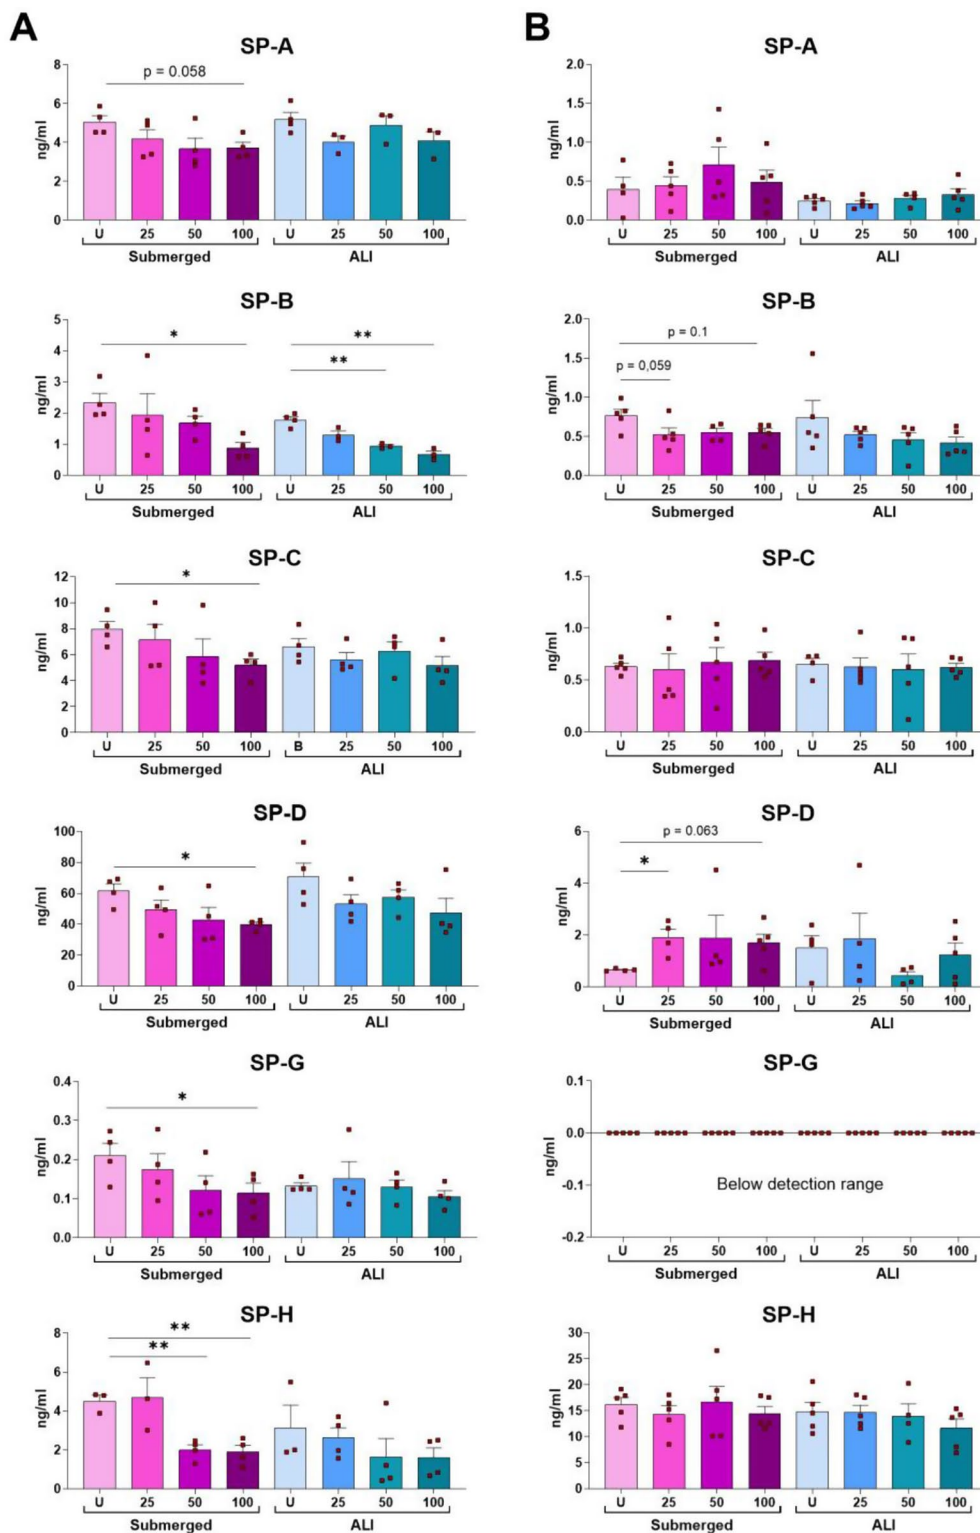 A
SP-A
8
p = 0.058
6
4
2
0
ng/ml
U 25 50 100 U 25 50 100
Submerged ALI
SP-B
5
4
3
2
1
0
ng/ml
* ** **
U 25 50 100 U 25 50 100
Submerged ALI
SP-C
12
10
8
6
4
2
0
ng/ml
*
U 25 50 100 B 25 50 100
Submerged ALI
SP-D
100
80
60
40
20
0
ng/ml
*
U 25 50 100 U 25 50 100
Submerged ALI
SP-G
0.4
0.3
0.2
0.1
0.0
ng/ml
*
U 25 50 100 U 25 50 100
Submerged ALI
SP-H
8
6
4
2
0
ng/ml
**
**
U 25 50 100 U 25 50 100
Submerged ALI
B
SP-A
2.0
1.5
1.0
0.5
0.0
ng/ml
U 25 50 100 U 25 50 100
Submerged ALI
SP-B
2.0
1.5
1.0
0.5
0.0
ng/ml
p = 0.1
p = 0,059
U 25 50 100 U 25 50 100
Submerged ALI
SP-C
1.5
1.0
0.5
0.0
ng/ml
U 25 50 100 U 25 50 100
Submerged ALI
SP-D
6
4
2
0
ng/ml
p = 0.063
*
U 25 50 100 U 25 50 100
Submerged ALI
SP-G
0.1
0.0
-0.1
-0.2
ng/ml
Below detection range
U 25 50 100 U 25 50 100
Submerged ALI
SP-H
30
25
20
15
10
5
0
ng/ml
U 25 50 100 U 25 50 100
Submerged ALI